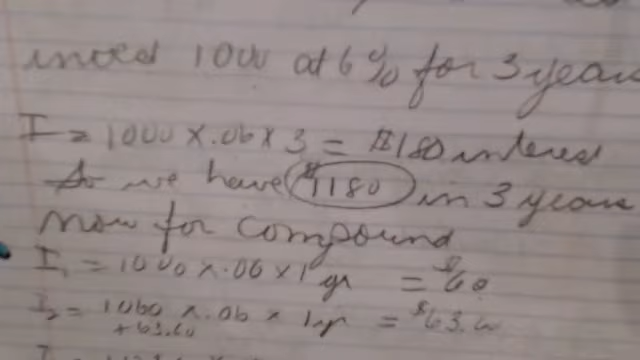 invest 1000 at 6% for 3 years
I = 1000 x .06 x 3 = $180 interest
So we have $1180 in 3 years
Now for compound
I₁ = 1000 x .06 x 1 yr = $60
I₂ = 1060 x .06 x 1 yr = $63.60
+ 63.60